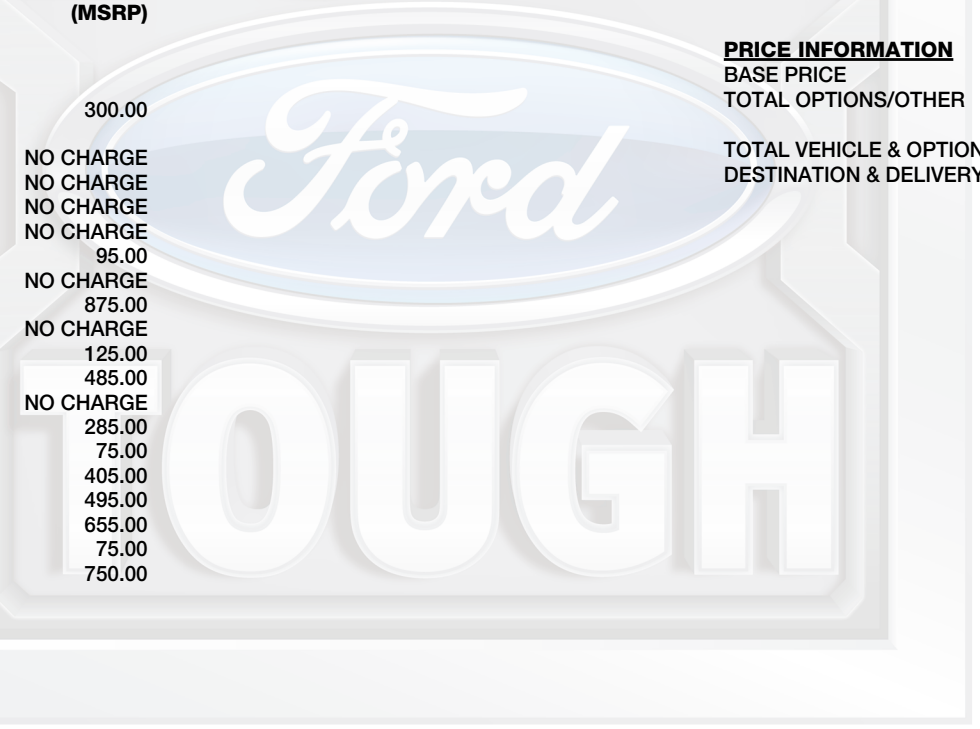 (MSRP)
300.00
NO CHARGE
NO CHARGE
NO CHARGE
NO CHARGE
95.00
NO CHARGE
875.00
NO CHARGE
125.00
485.00
NO CHARGE
285.00
75.00
405.00
495.00
655.00
75.00
750.00
PRICE INFORMATION
BASE PRICE
TOTAL OPTIONS/OTHER
TOTAL VEHICLE & OPTION
DESTINATION & DELIVERY
Ford
TOUGH